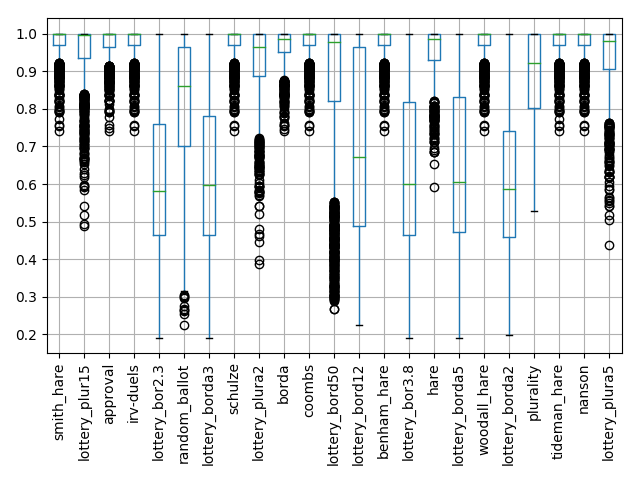 1.0
0.9
0.8
0.7
0.6
0.5
0.4
0.3
0.2
smith_hare
lottery_plur15
approval
irv-duels
lottery_bor2.3
random_ballot
lottery_borda3
schulze
lottery_plura2
borda
coombs
lottery_bord50
lottery_bord12
benham_hare
lottery_bor3.8
hare
lottery_borda5
woodall_hare
lottery_borda2
plurality
tideman_hare
nanson
lottery_plura5